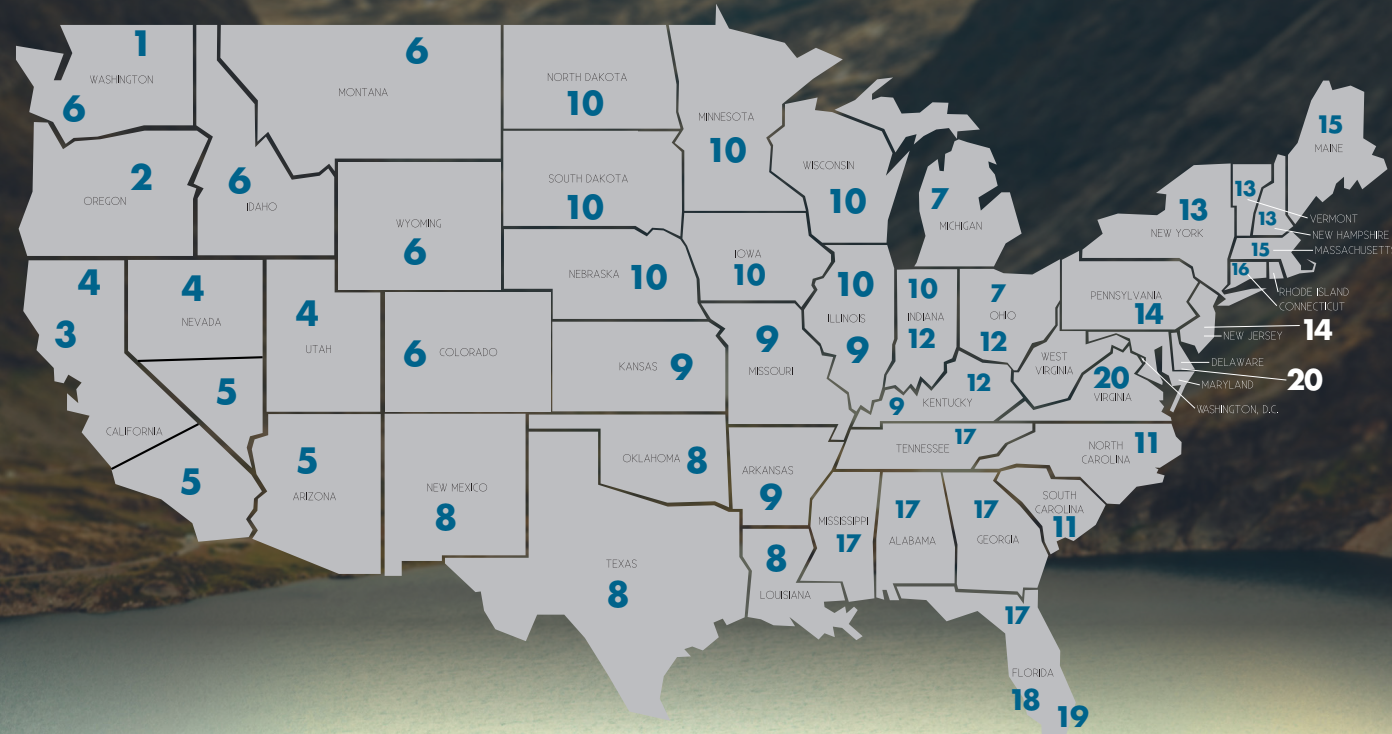 1
WASHINGTON
6
2
OREGON
6
IDAHO
6
MONTANA
NORTH DAKOTA
10
SOUTH DAKOTA
10
WYOMING
6
NEBRASKA 10
MINNESOTA
10
WISCONSIN
10
IOWA
10
7
MICHIGAN
4
3
CALIFORNIA
5
4
NEVADA
5
4
UTAH
6 COLORADO
KANSAS 9
9
MISSOURI
10
ILLINOIS
9
10
INDIANA
12
7
OHIO
12
12
KENTUCKY
9
WEST
VIRGINIA
20
VIRGINIA
PENNSYLVANIA
14
13
NEW YORK
15
MAINE
13
VERMONT
13
NEW HAMPSHIRE
15
MASSACHUSETTS
16
RHODE ISLAND
CONNECTICUT
14
NEW JERSEY
DELAWARE
20
MARYLAND
WASHINGTON, D.C.
5
ARIZONA
NEW MEXICO
8
OKLAHOMA 8
TEXAS
8
ARKANSAS
9
8
LOUISIANA
MISSISSIPPI
17
17
ALABAMA
17
GEORGIA
TENNESSEE 17
NORTH
CAROLINA
11
SOUTH
CAROLINA
11
17
FLORIDA
18
19